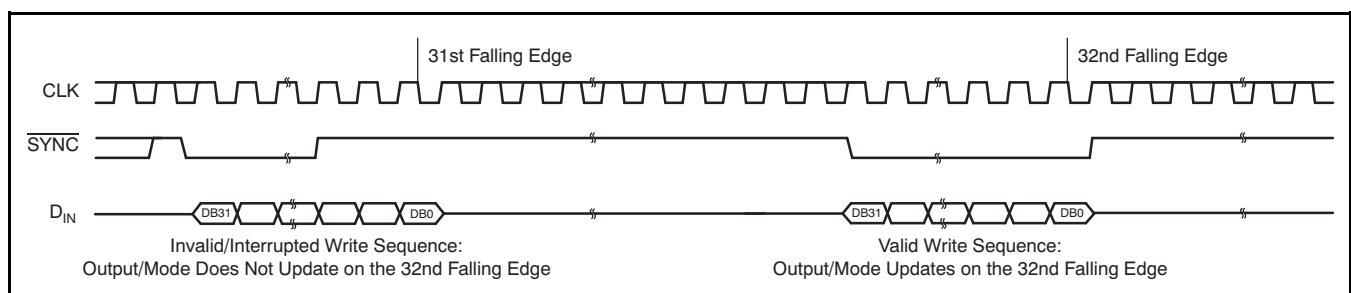 31st Falling Edge
32nd Falling Edge
CLK
SYNC
DIN
DB31
DB0
DB31
DB0
Invalid/Interrupted Write Sequence:
Output/Mode Does Not Update on the 32nd Falling Edge
Valid Write Sequence:
Output/Mode Updates on the 32nd Falling Edge